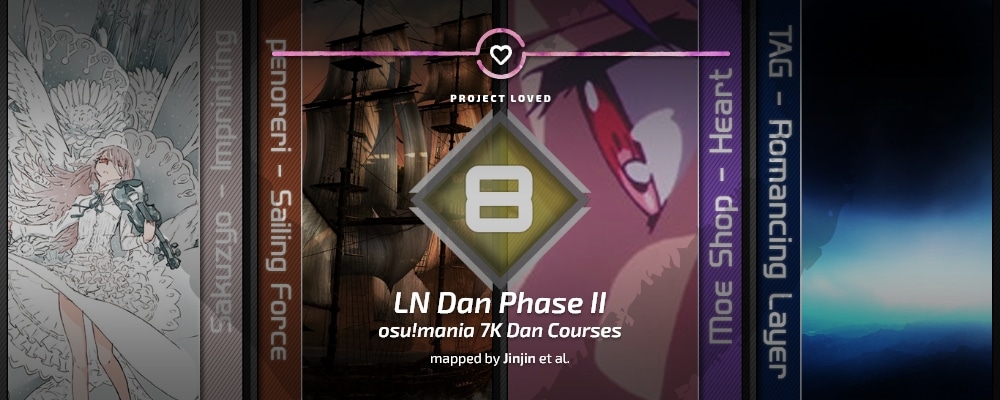 Sakuzyo - Imprinting
penoreri - Sailing Force
PROJECT LOVED
8
LN Dan Phase II
osu!mania 7K Dan Courses
mapped by Jinjin et al.
Moe Shop - Heart
TAG - Romancing Layer